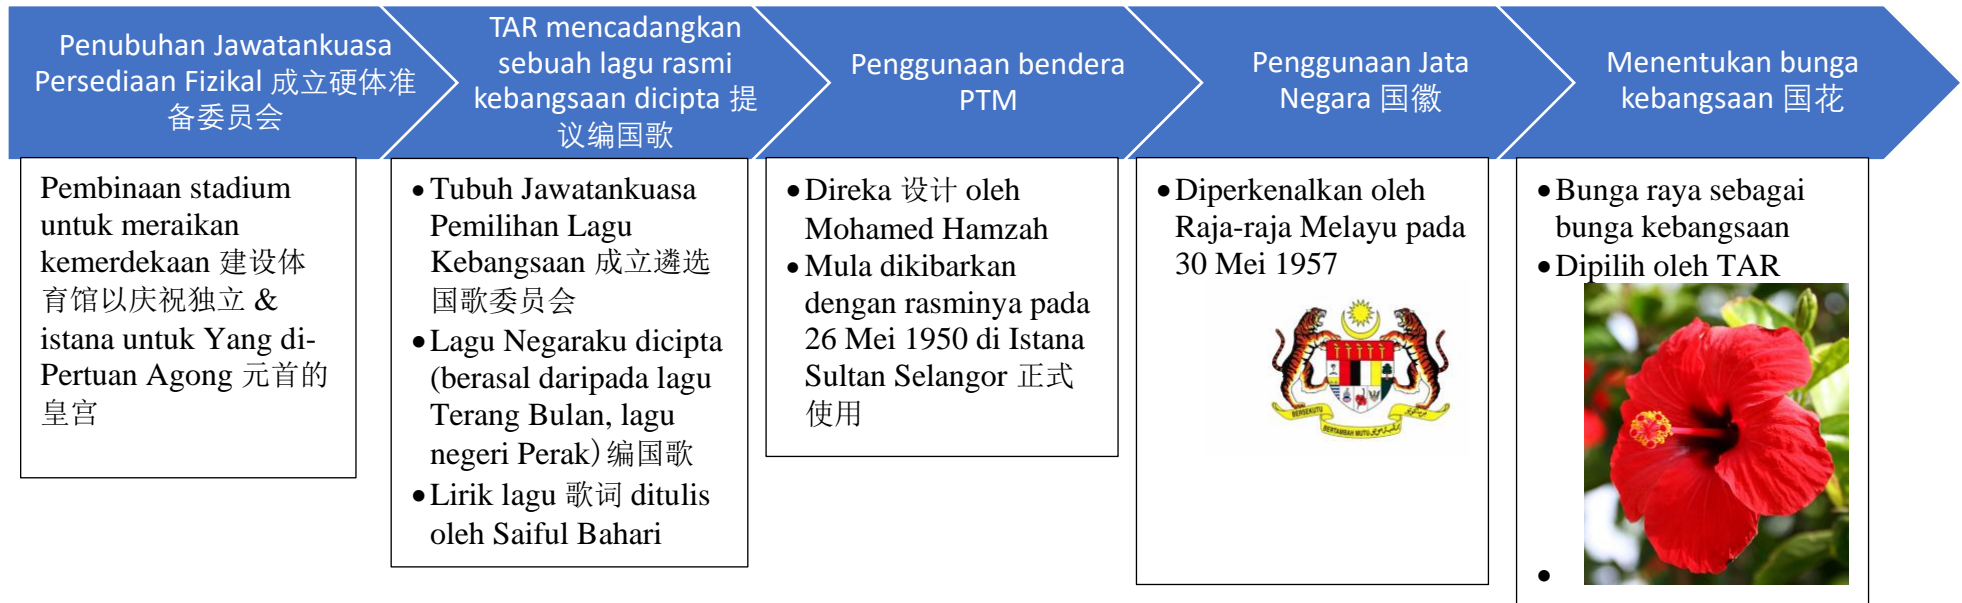 Penubuhan Jawatankuasa
Persediaan Fizikal 成立硬体准
备委员会
TAR mencadangkan
sebuah lagu rasmi
kebangsaan dicipta 提
议编国歌
Penggunaan bendera
PTM
Penggunaan Jata
Negara 国徽
Menentukan bunga
kebangsaan 国花
Pembinaan stadium
untuk meraikan
kemerdekaan 建设体
育馆以庆祝独立 &
istana untuk Yang di-
Pertuan Agong 元首的
皇宫
•Tubuh Jawatankuasa
Pemilihan Lagu
Kebangsaan 成立遴选
国歌委员会
•Lagu Negaraku dicipta
(berasal daripada lagu
Terang Bulan, lagu
negeri Perak)编国歌
•Lirik lagu 歌词 ditulis
oleh Saiful Bahari
•Direka 设计 oleh
Mohamed Hamzah
•Mula dikibarkan
dengan rasminya pada
26 Mei 1950 di Istana
Sultan Selangor 正式
使用
•Diperkenalkan oleh
Raja-raja Melayu pada
30 Mei 1957
BERSEKUTU
BERTAMBAH MUTU
•Bunga raya sebagai
bunga kebangsaan
•Dipilih oleh TAR
•